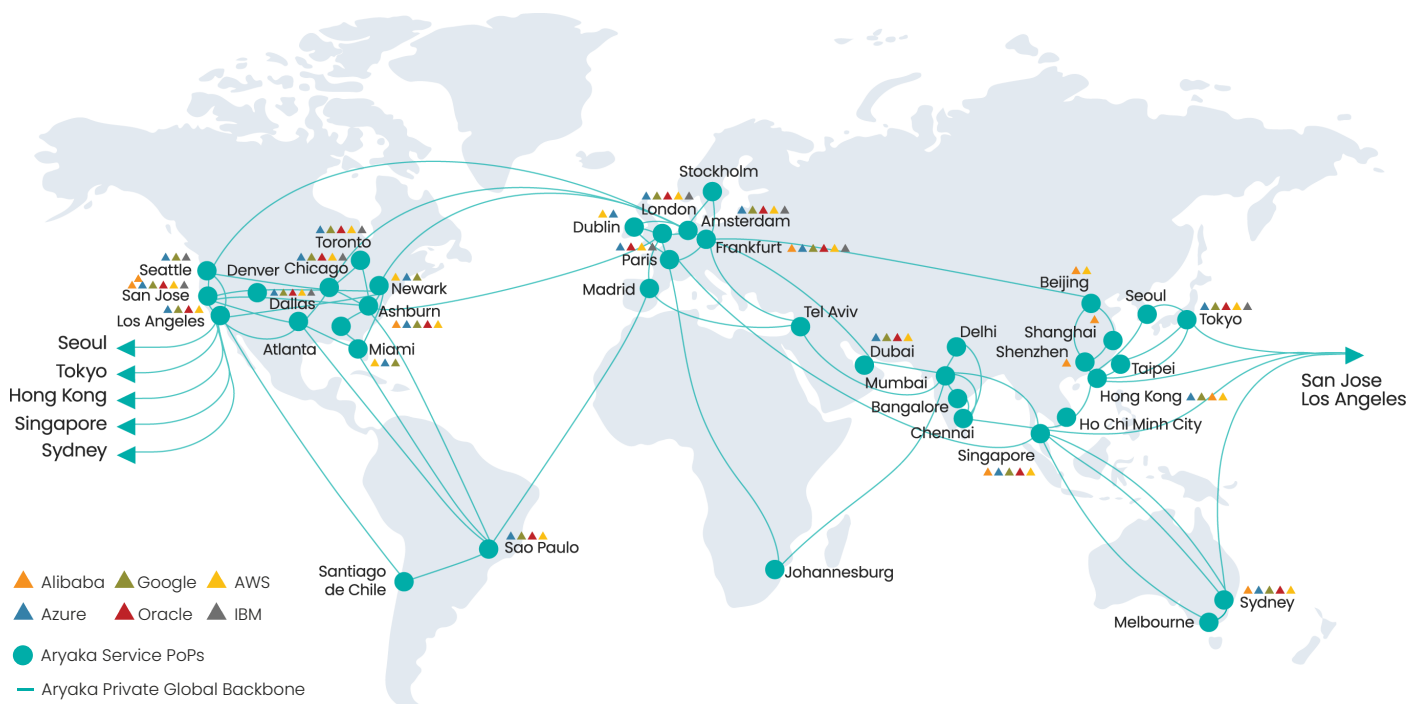 Stockholm
London
Amsterdam
Dublin
Frankfurt
Paris
Madrid
Toronto
Chicago
Seattle
Denver
San Jose
Dallas
Newark
Los Angeles
Ashburn
Atlanta
Miami
Seoul
Tokyo
Hong Kong
Singapore
Sydney
Tel Aviv
Dubai
Delhi
Mumbai
Bangalore
Chennai
Singapore
Beijing
Seoul
Tokyo
Shanghai
Shenzhen
Taipei
Hong Kong
Ho Chi Minh City
San Jose
Los Angeles
Sao Paulo
Santiago
de Chile
Johannesburg
Sydney
Melbourne
Alibaba
Google
AWS
Azure
Oracle
IBM
Aryaka Service PoPs
Aryaka Private Global Backbone